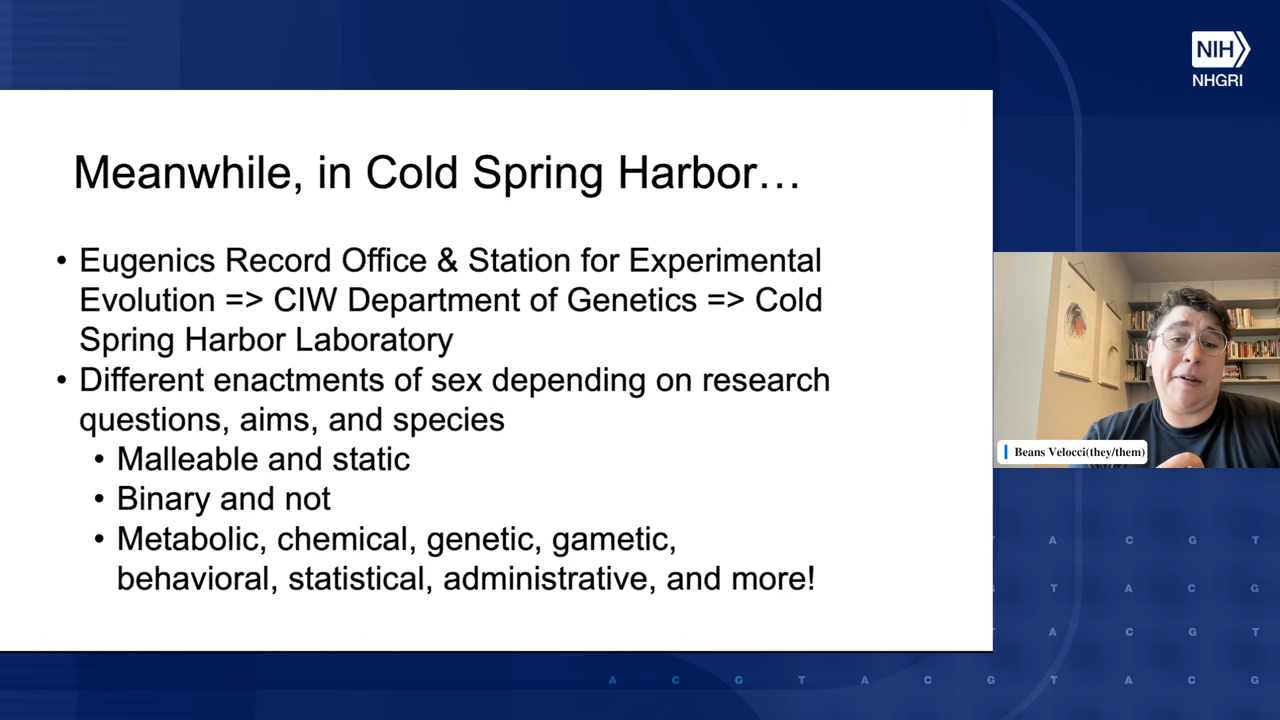 NIH
NHGRI
Meanwhile, in Cold Spring Harbor…
• Eugenics Record Office & Station for Experimental
Evolution => CIW Department of Genetics => Cold
Spring Harbor Laboratory
• Different enactments of sex depending on research
questions, aims, and species
• Malleable and static
• Binary and not
• Metabolic, chemical, genetic, gametic,
behavioral, statistical, administrative, and more!
Beans Velocci(they/them)
T A C G T
G T A C G
T A C G T
A C G T A C G T A C G